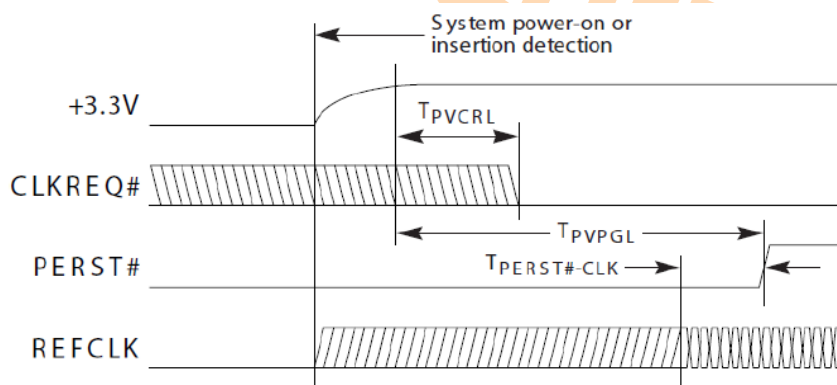 System power-on or
insertion detection
+3.3V
TPVCRL
CLKREQ#
TPVPGL
PERST#
TPERST#-CLK
REFCLK